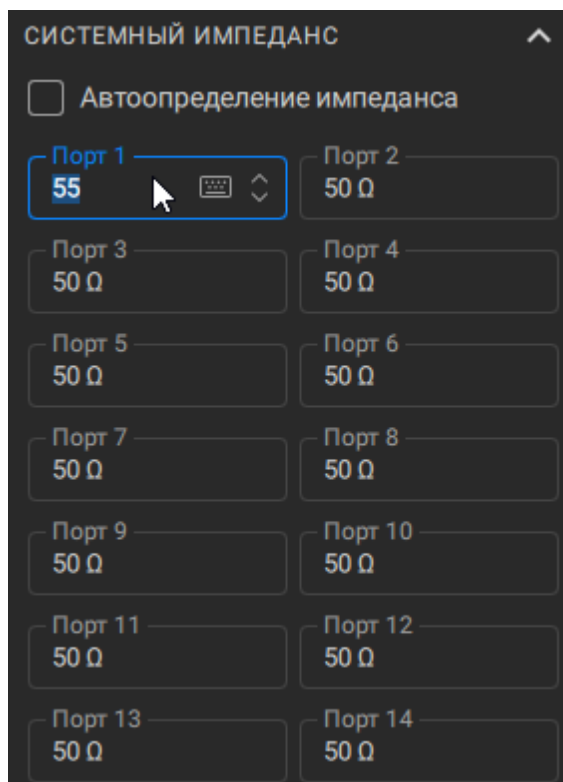 СИСТЕМНЫЙ ИМПЕДАНС
Автоопределение импеданса
Порт 1
55
Порт 2
50 Ω
Порт 3
50 Ω
Порт 4
50 Ω
Порт 5
50 Ω
Порт 6
50 Ω
Порт 7
50 Ω
Порт 8
50 Ω
Порт 9
50 Ω
Порт 10
50 Ω
Порт 11
50 Ω
Порт 12
50 Ω
Порт 13
50 Ω
Порт 14
50 Ω